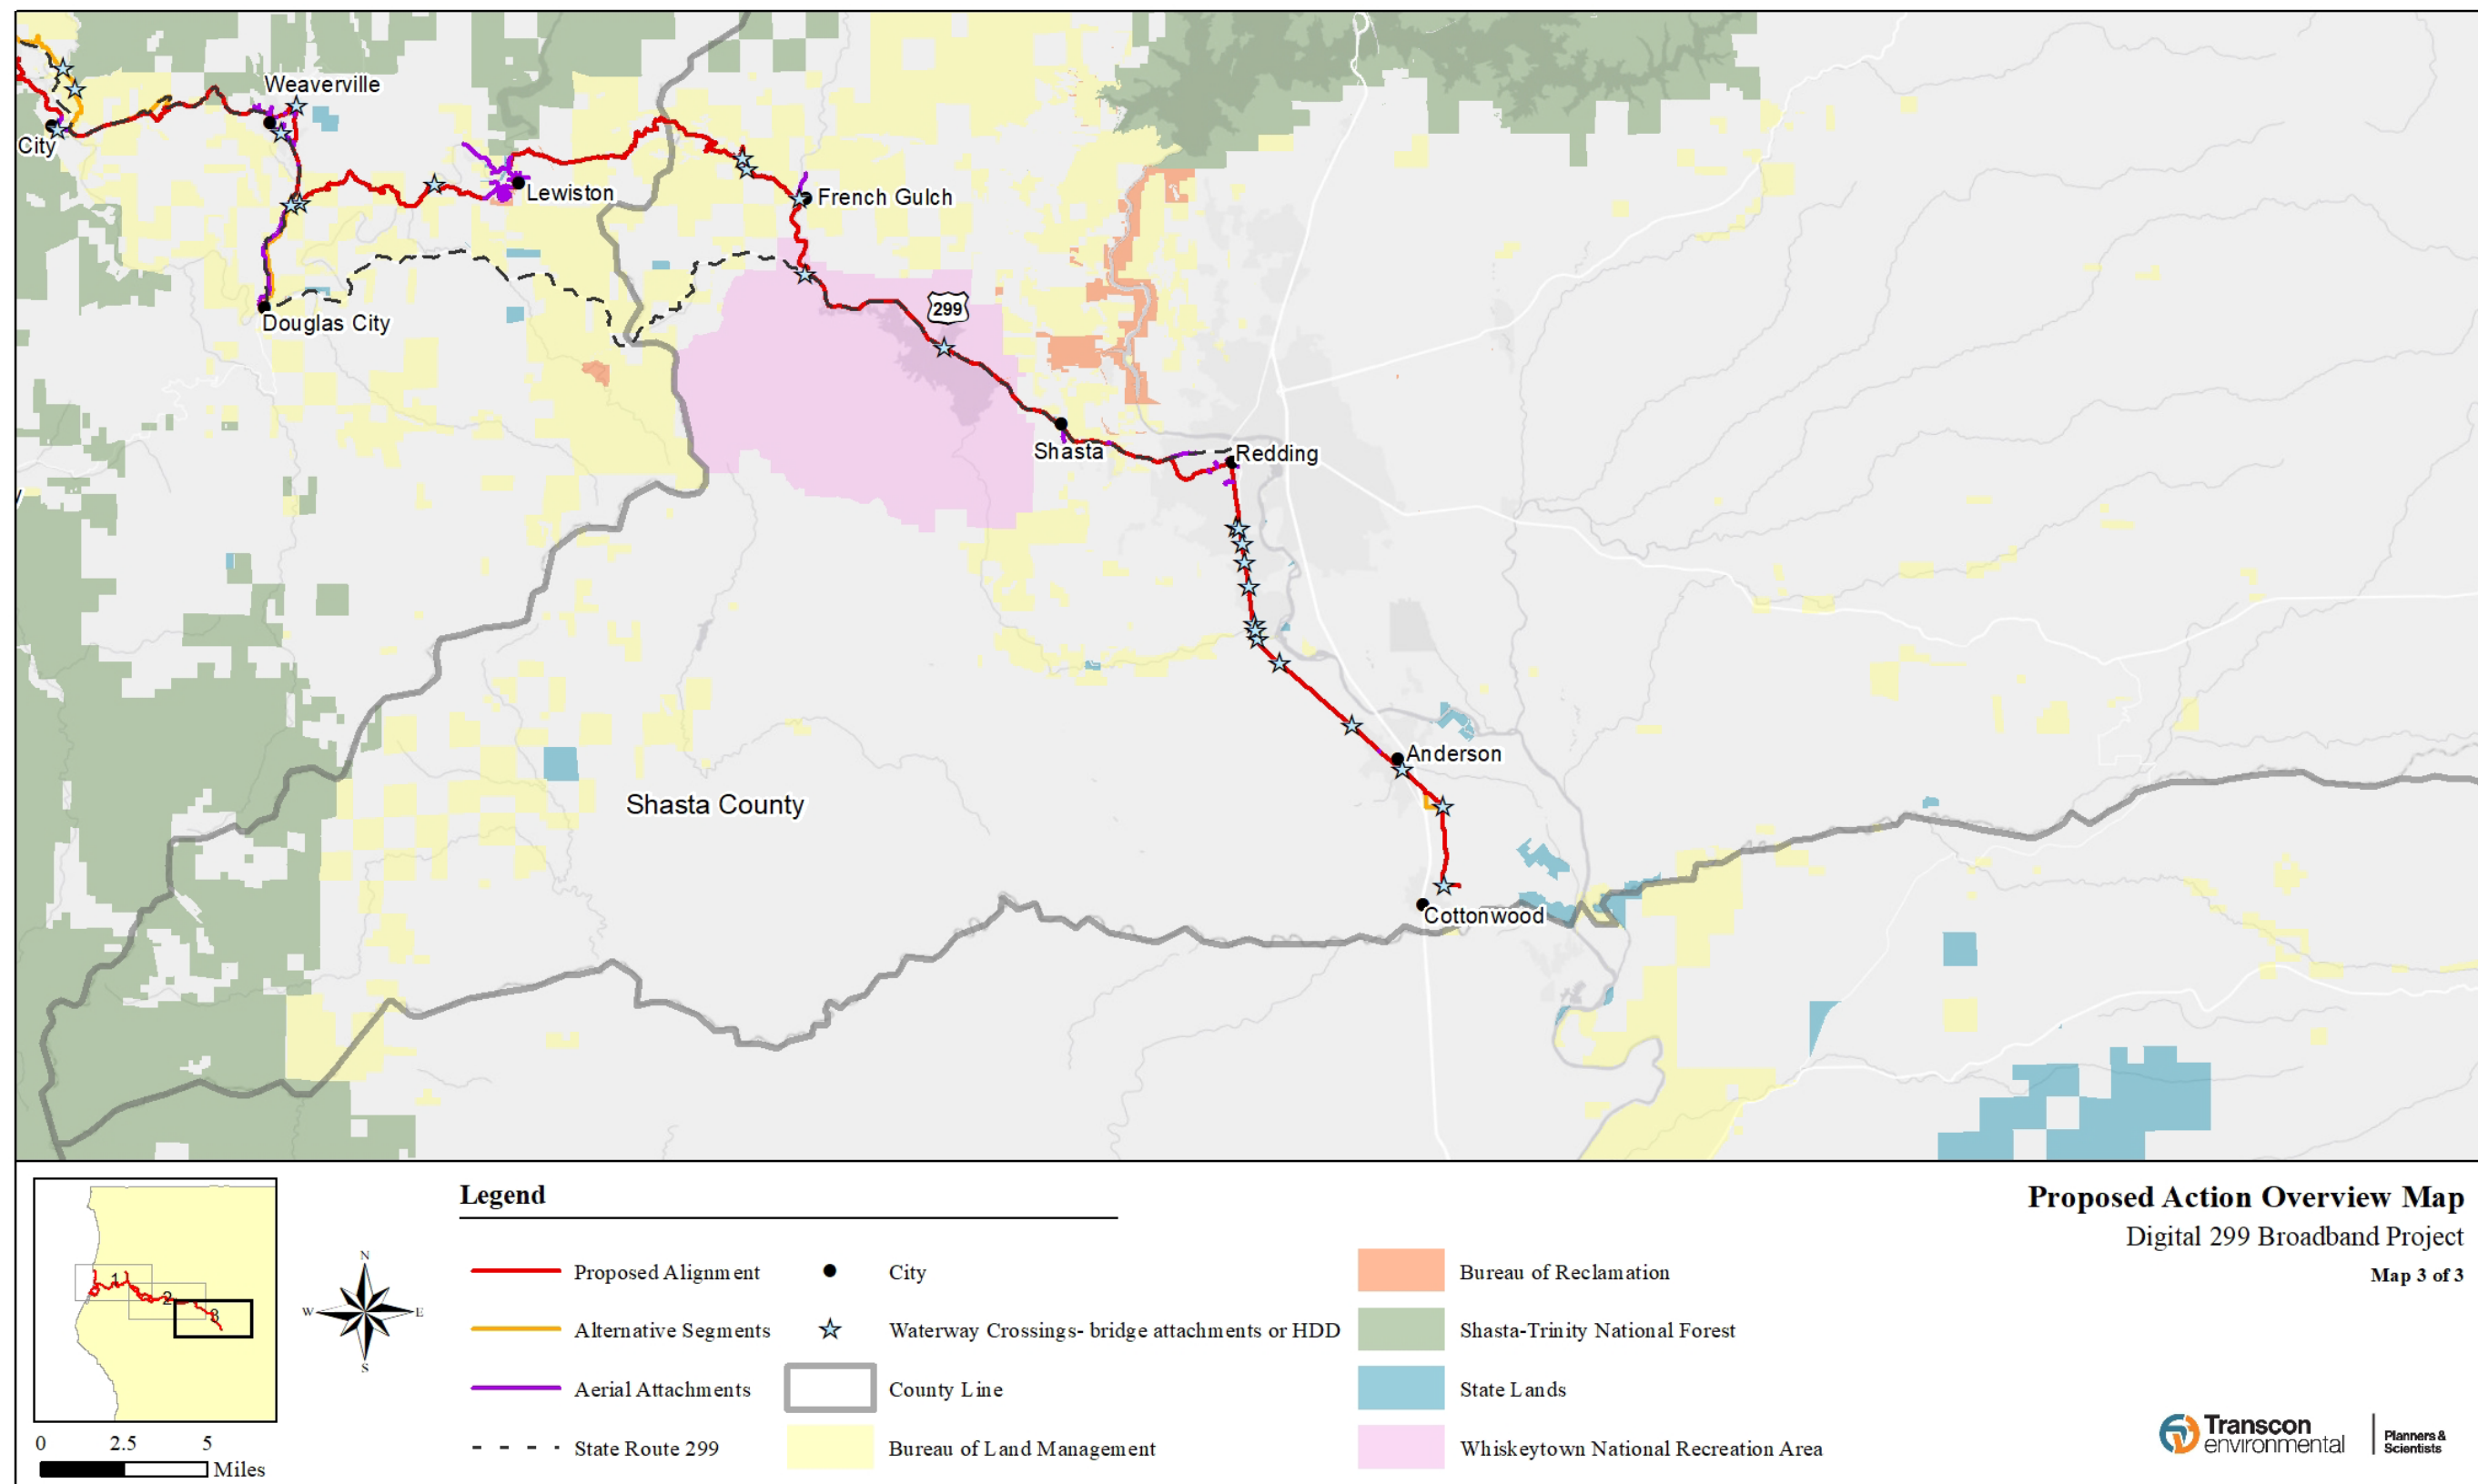 Weaverville
City
Lewiston
French Gulch
299
Douglas City
Shasta
Redding
y
Anderson
Shasta County
Cottonwood
Legend
Proposed Alignment
Alternative Segments
Aerial Attachments
State Route 299
City
Waterway Crossings- bridge attachments or HDD
County Line
Bureau of Land Management
Bureau of Reclamation
Shasta-Trinity National Forest
State Lands
Whiskeytown National Recreation Area
1
2
3
N
W
E
S
0 2.5 5
Miles
Proposed Action Overview Map
Digital 299 Broadband Project
Map 3 of 3
Transcon
environmental
Planners &
Scientists